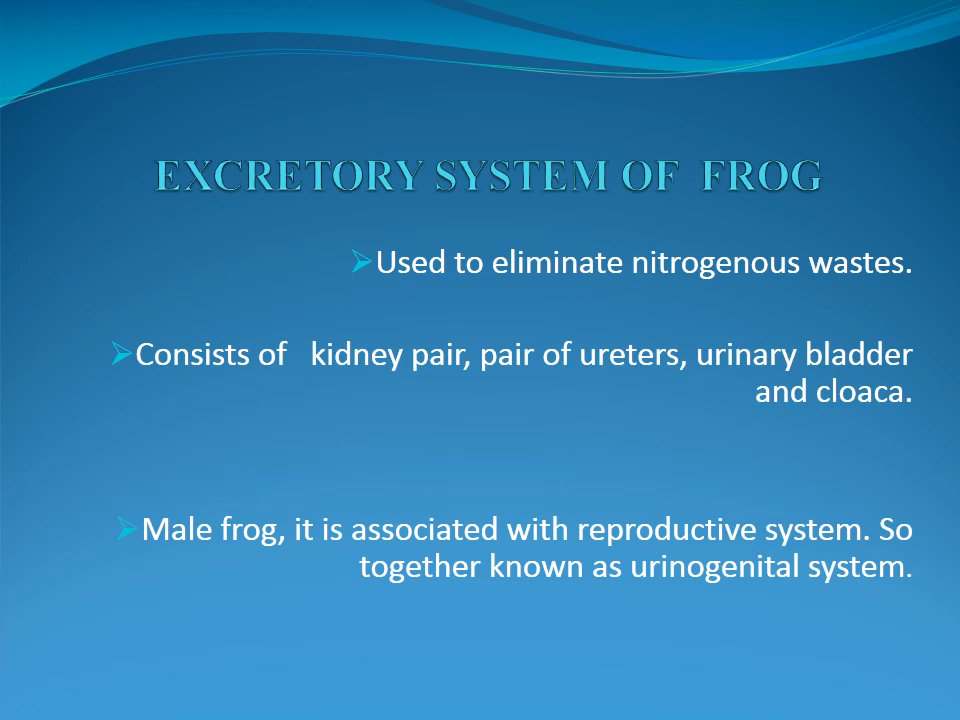 EXCRETORY SYSTEM OF  FROG
➢Used to eliminate nitrogenous wastes.
➢Consists of   kidney pair, pair of ureters, urinary bladder
and cloaca.
➢Male frog, it is associated with reproductive system. So
together known as urinogenital system.